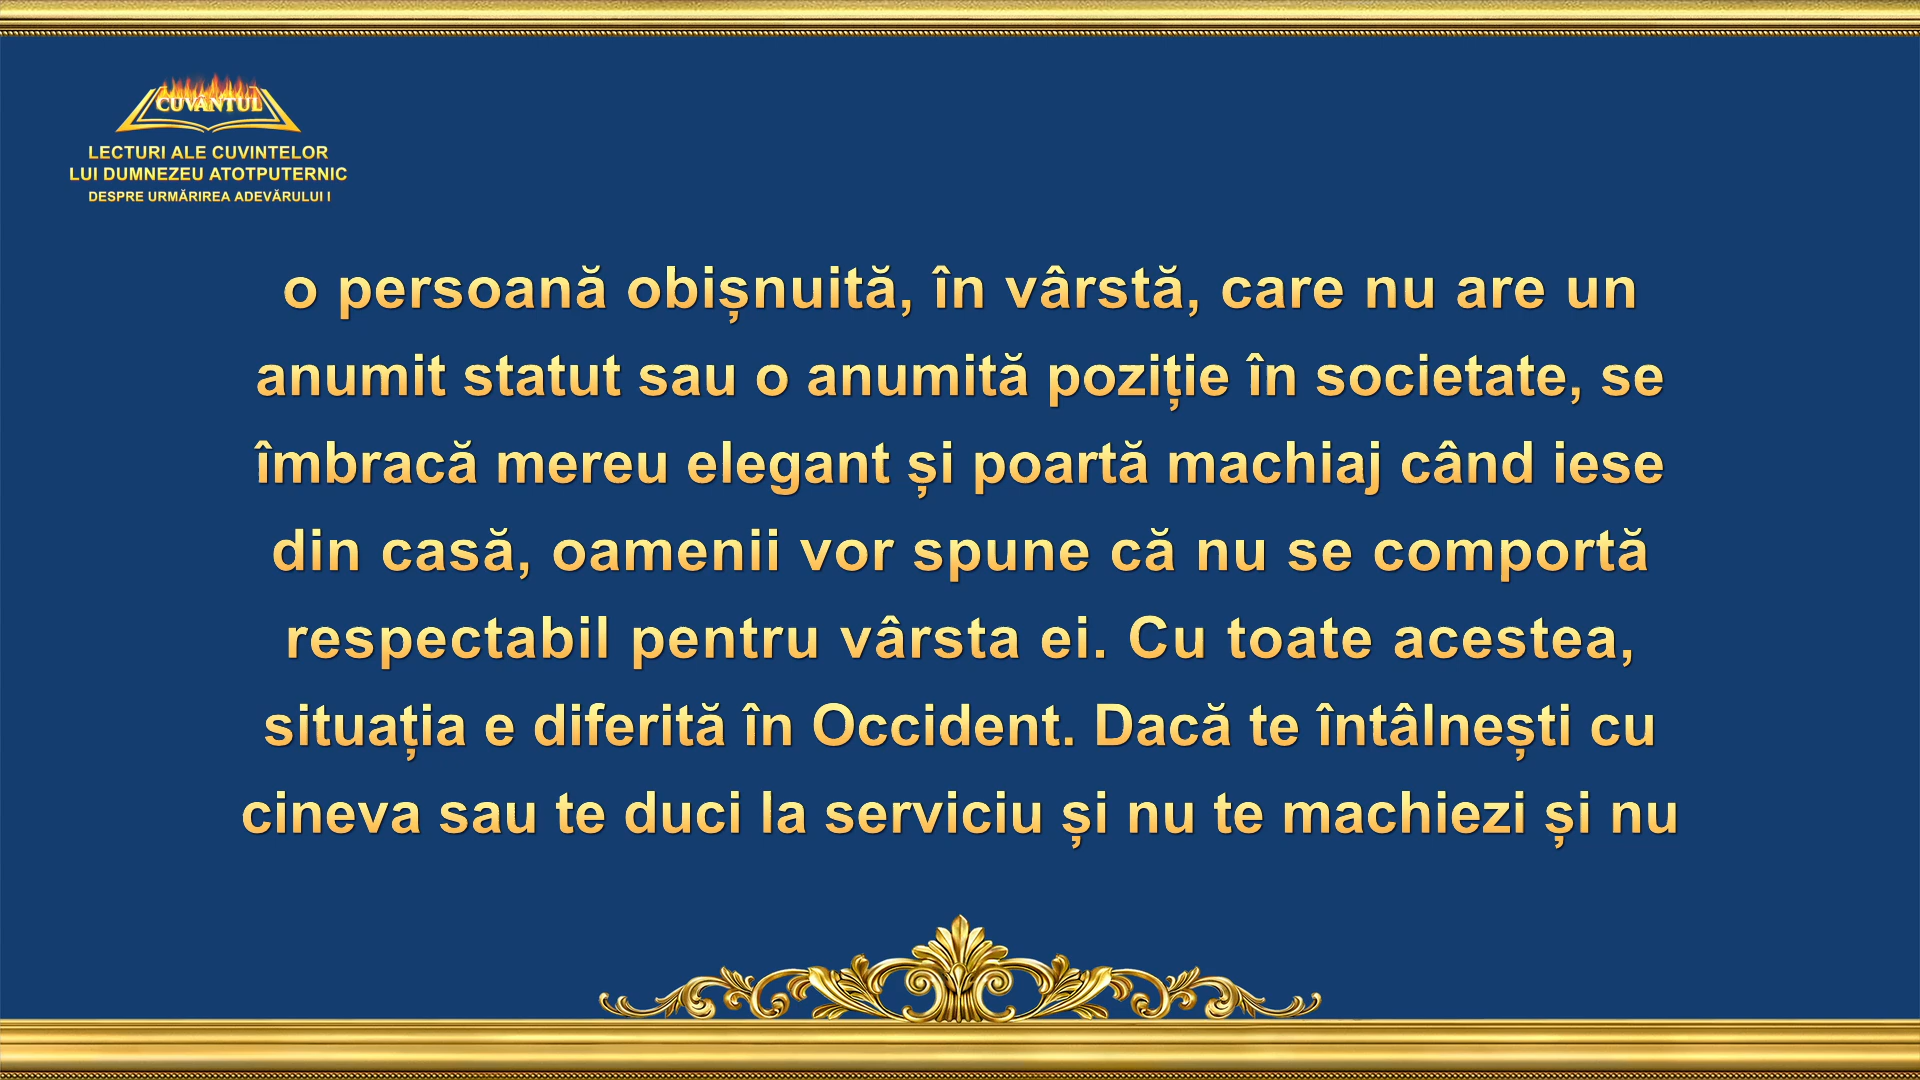 CUVÂNTUL
LECTURI ALE CUVINTELOR
LUI DUMNEZEU ATOTPUTERNIC
DESPRE URMĂRIREA ADEVĂRULUI I
o persoană obișnuită, în vârstă, care nu are un
anumit statut sau o anumită poziție în societate, se
îmbracă mereu elegant și poartă machiaj când iese
din casă, oamenii vor spune că nu se comportă
respectabil pentru vârsta ei. Cu toate acestea,
situația e diferită în Occident. Dacă te întâlnești cu
cineva sau te duci la serviciu și nu te machiezi și nu